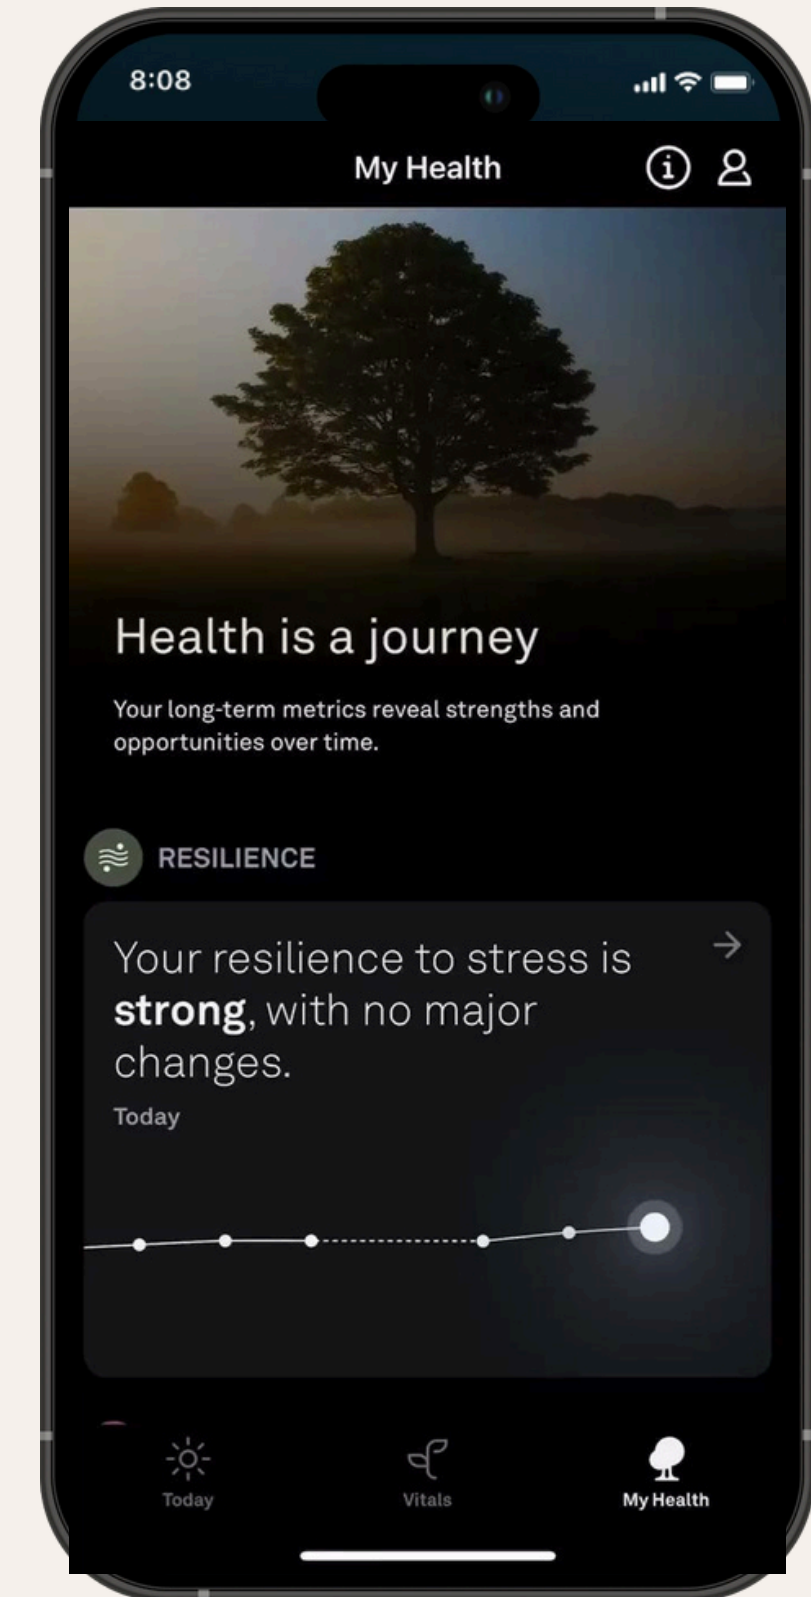 8:08
My Health
Health is a journey
Your long-term metrics reveal strengths and
opportunities over time.
RESILIENCE
Your resilience to stress is
strong, with no major
changes.
Today
Today
Vitals
My Health